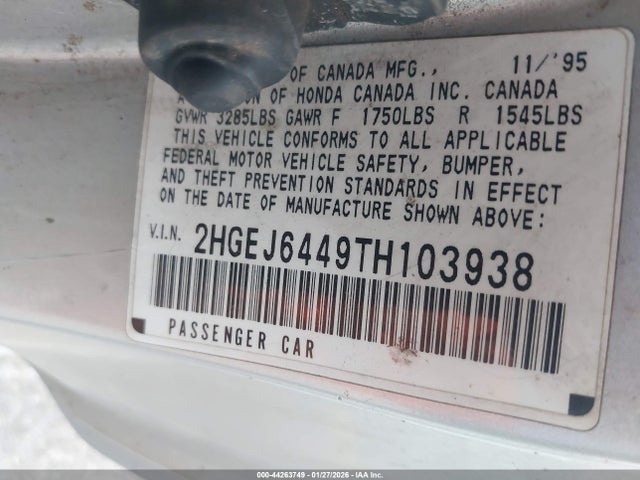 OF CANADA MFG., 11/'95
A DIVISION OF HONDA CANADA INC. CANADA
GVWR 3285LBS GAWR F 1750LBS R 1545LBS
THIS VEHICLE CONFORMS TO ALL APPLICABLE
FEDERAL MOTOR VEHICLE SAFETY, BUMPER,
AND THEFT PREVENTION STANDARDS IN EFFECT
ON THE DATE OF MANUFACTURE SHOWN ABOVE:
V.I.N. 2HGEJ6449TH103938
PASSENGER CAR
000-44263749 - 01/27/2026 - IAA Inc.